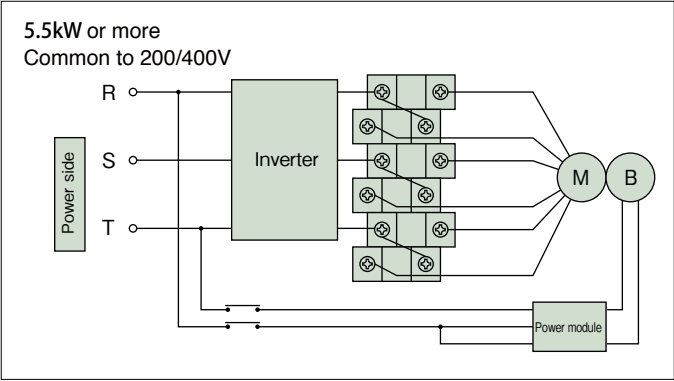 5.5kW or more
Common to 200/400V
R
S
T
Power side
Inverter
M
B
Power module